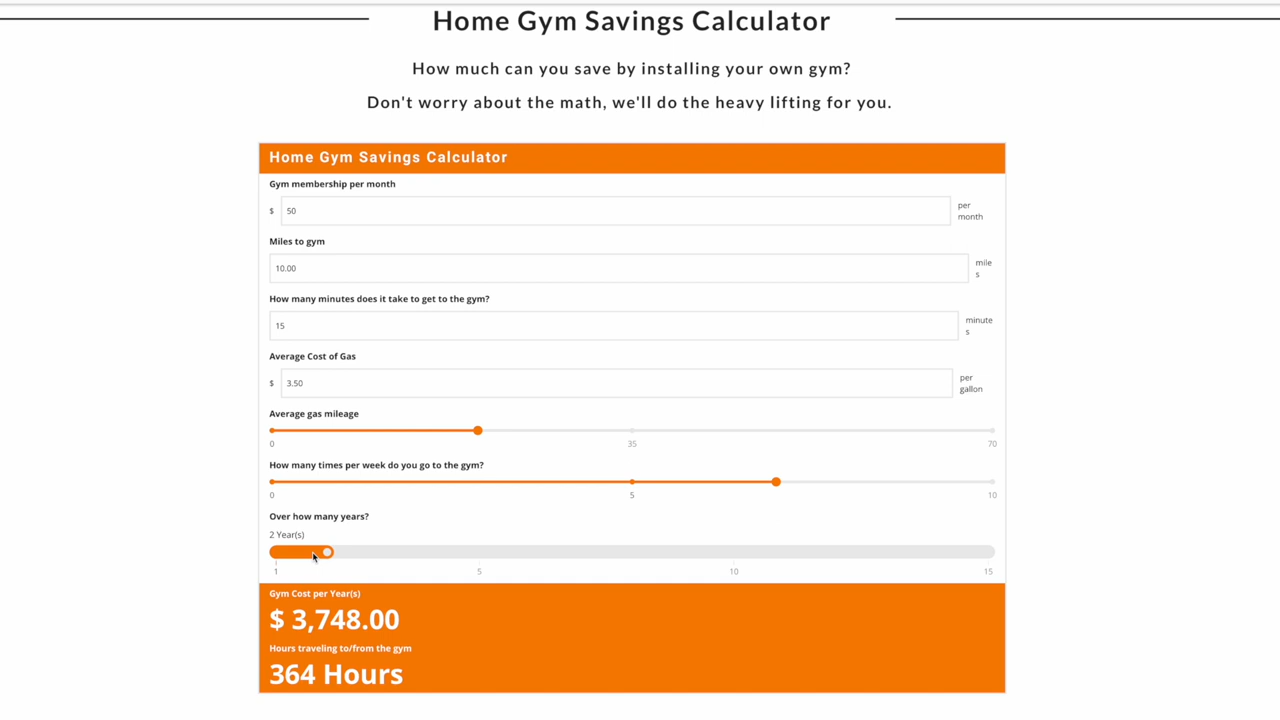 Home Gym Savings Calculator
How much can you save by installing your own gym?
Don't worry about the math, we'll do the heavy lifting for you.
Home Gym Savings Calculator
Gym membership per month
$ 50 per
month
Miles to gym
10.00 mile
s
How many minutes does it take to get to the gym?
15 minute
s
Average Cost of Gas
$ 3.50 per
gallon
Average gas mileage
0 35 70
How many times per week do you go to the gym?
0 5 10
Over how many years?
2 Year(s)
1 5 10 15
Gym Cost per Year(s)
$ 3,748.00
Hours traveling to/from the gym
364 Hours